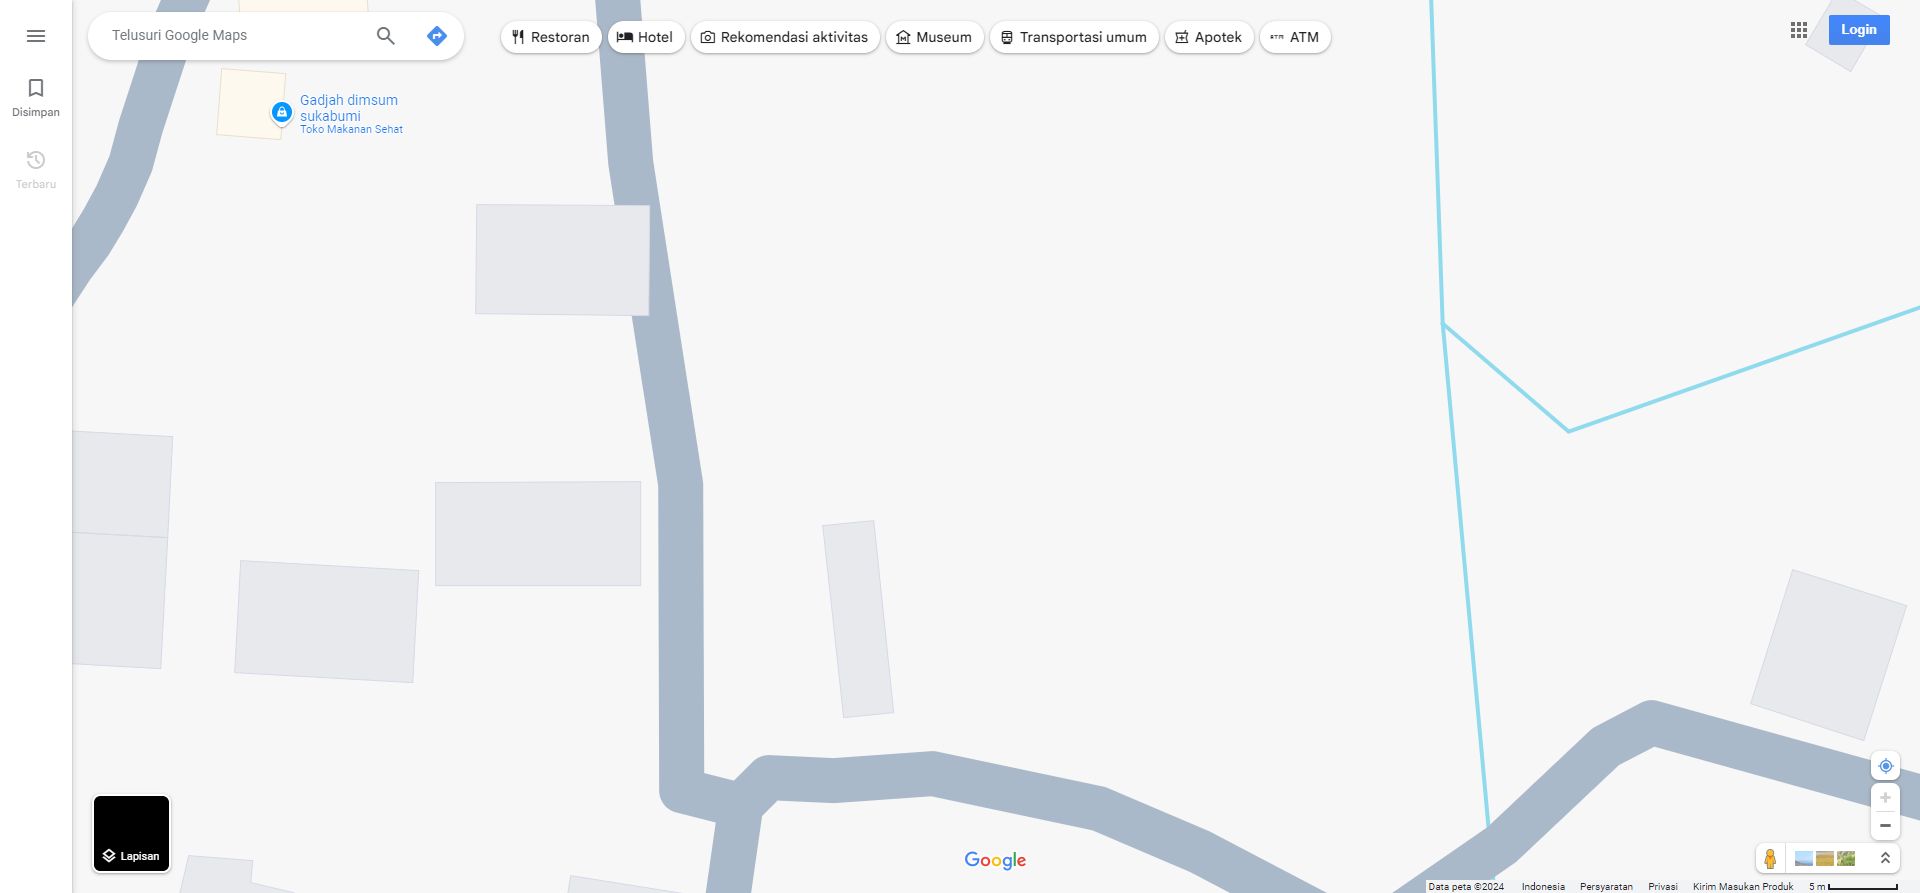 Telusuri Google Maps
Restoran
Hotel
Rekomendasi aktivitas
Museum
Transportasi umum
Apotek
ATM
ATM
Login
Disimpan
Terbaru
Gadjah dimsum
sukabumi
Toko Makanan Sehat
Lapisan
Google
Data peta ©2024
Indonesia
Persyaratan
Privasi
Kirim Masukan Produk
5 m